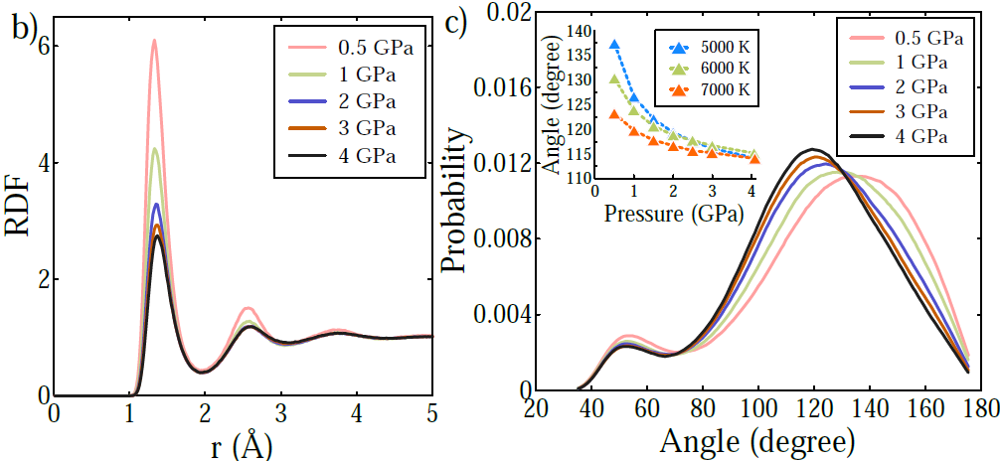 b)
RDF
6
4
2
0
0 1 2 3 4 5
r (Å)
0.5 GPa
1 GPa
2 GPa
3 GPa
4 GPa
c)
Probability
0.02
0.016
0.012
0.008
0.004
0
20 40 60 80 100 120 140 160 180
Angle (degree)
Angle (degree)
140
135
130
125
120
115
110
0 1 2 3 4
Pressure (GPa)
5000 K
6000 K
7000 K
0.5 GPa
1 GPa
2 GPa
3 GPa
4 GPa